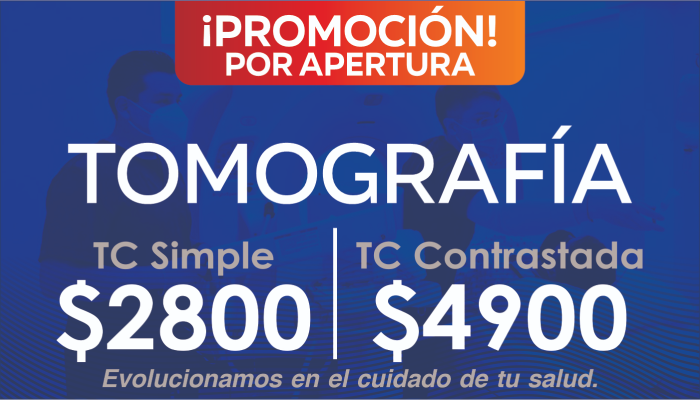 ¡PROMOCIÓN!
POR APERTURA
TOMOGRAFÍA
TC Simple
$2800
TC Contrastada
$4900
Evolucionamos en el cuidado de tu salud.